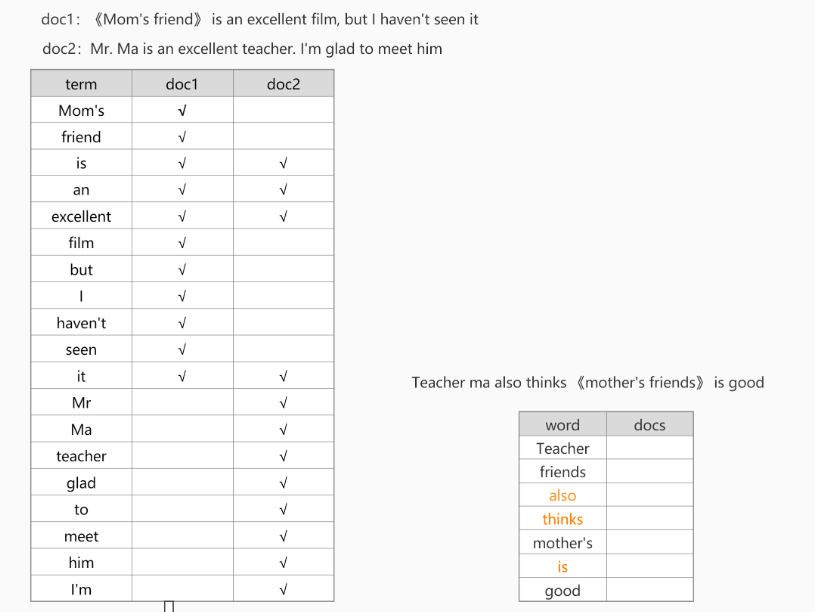 doc1：《Mom's friend》 is an excellent film, but I haven't seen it
doc2：Mr. Ma is an excellent teacher. I'm glad to meet him
term doc1 doc2
Mom's √
friend √
is √ √
an √ √
excellent √ √
film √
but √
I √
haven't √
seen √
it √ √
Mr √
Ma √
teacher √
glad √
to √
meet √
him √
I'm √
Teacher ma also thinks 《mother's friends》 is good
word docs
Teacher
friends
also
thinks
mother's
is
good